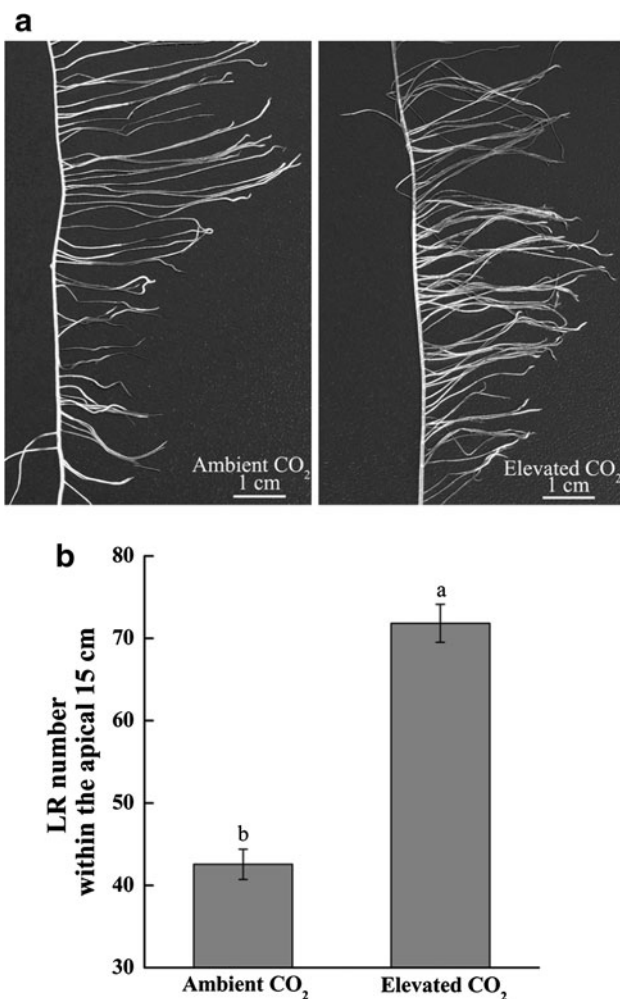 a
Ambient CO₂
1 cm
Elevated CO₂
1 cm
b
LR number
within the apical 15 cm
80
70
60
50
40
30
b
a
Ambient CO₂
Elevated CO₂